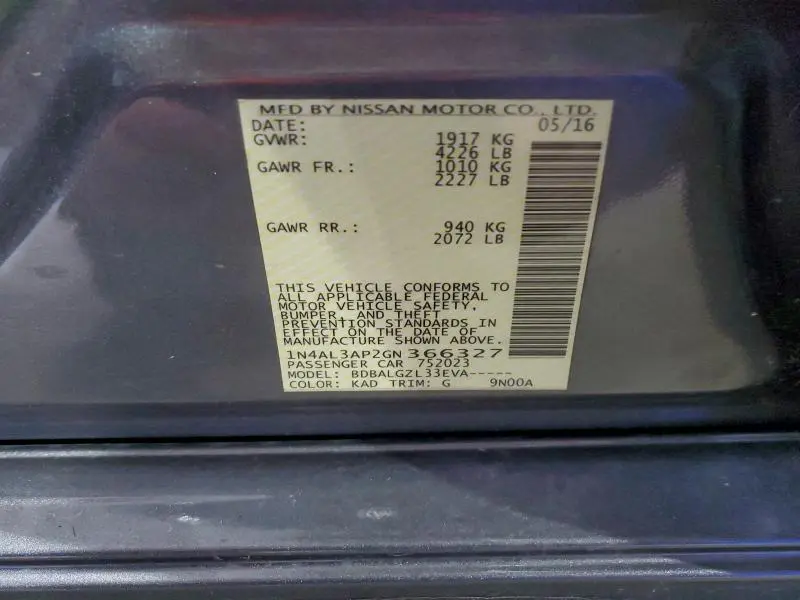 MFD BY NISSAN MOTOR CO., LTD.
DATE: 05/16
GVWR: 1917 KG
4226 LB
GAWR FR.: 1010 KG
2227 LB
GAWR RR.: 940 KG
2072 LB
THIS VEHICLE CONFORMS TO
ALL APPLICABLE FEDERAL
MOTOR VEHICLE SAFETY,
BUMPER, AND THEFT
PREVENTION STANDARDS IN
EFFECT ON THE DATE OF
MANUFACTURE SHOWN ABOVE.
1N4AL3AP2GN366327
PASSENGER CAR 752023
MODEL: BDBALGZL33EVA-----
COLOR: KAD TRIM: G 9N00A